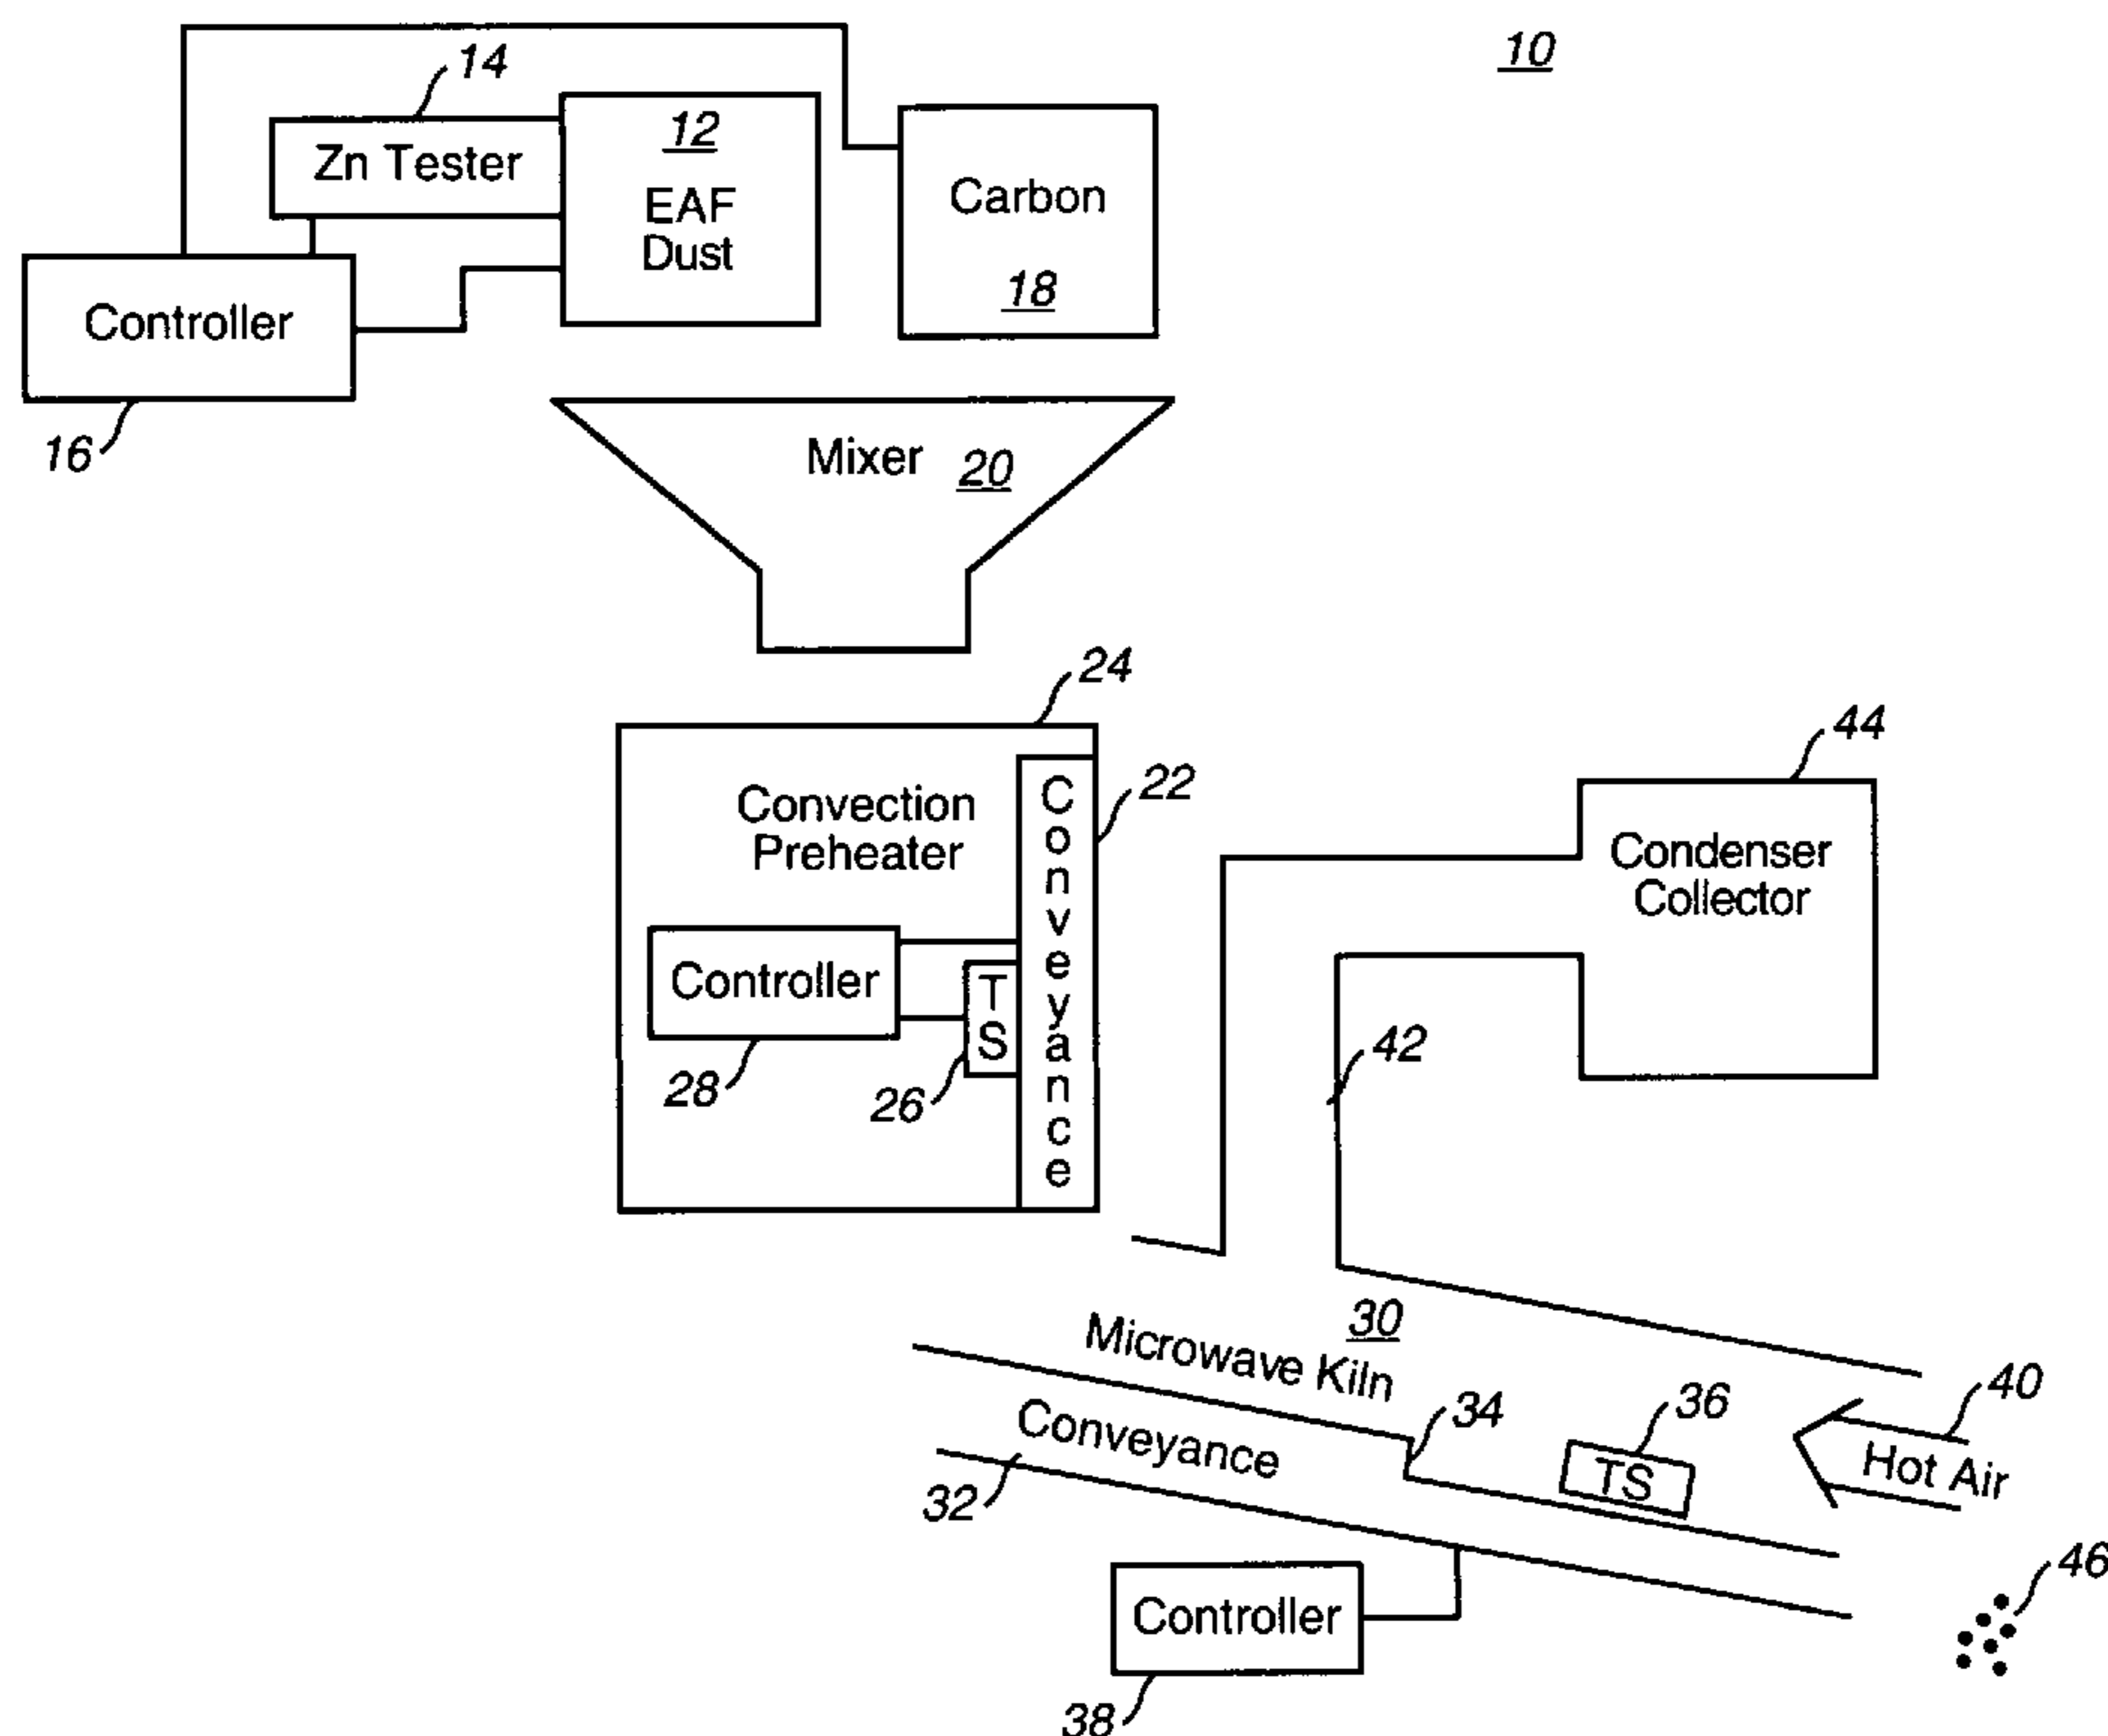 10
14
Zn Tester
12
EAF
Dust
Carbon
18
Controller
16
Mixer 20
24
Convection
Preheater
Conveyance
22
Controller
28
TS
26
44
Condenser
Collector
42
30
Microwave Kiln
34
36
TS
40
Hot Air
Conveyance
32
Controller
38
46